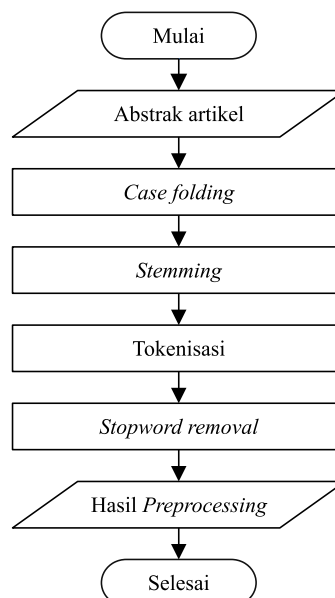 Mulai
Abstrak artikel
Case folding
Stemming
Tokenisasi
Stopword removal
Hasil Preprocessing
Selesai